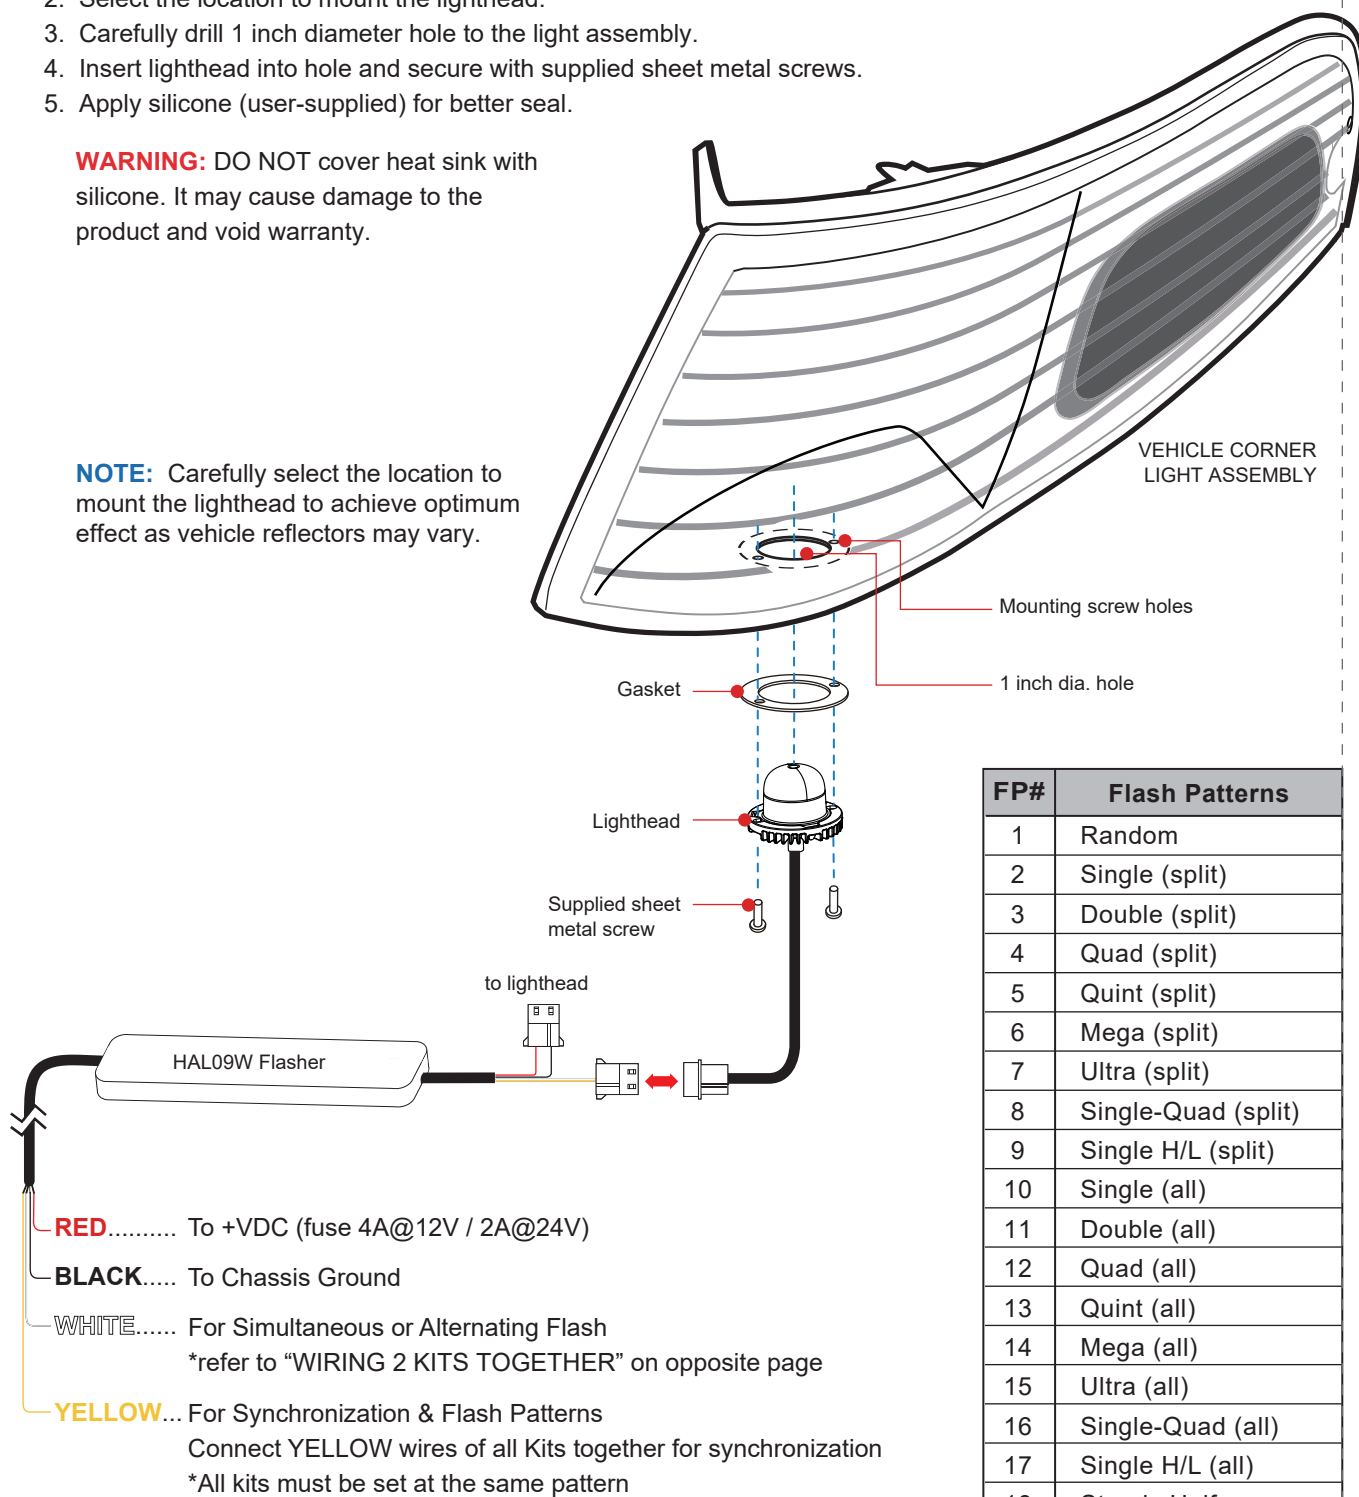 2. Select the location to mount the lighthead.
3. Carefully drill 1 inch diameter hole to the light assembly.
4. Insert lighthead into hole and secure with supplied sheet metal screws.
5. Apply silicone (user-supplied) for better seal.
WARNING: DO NOT cover heat sink with
silicone. It may cause damage to the
product and void warranty.
NOTE: Carefully select the location to
mount the lighthead to achieve optimum
effect as vehicle reflectors may vary.
VEHICLE CORNER
LIGHT ASSEMBLY
Mounting screw holes
1 inch dia. hole
Gasket
Lighthead
Supplied sheet
metal screw
to lighthead
HAL09W Flasher
RED.......... To +VDC (fuse 4A@12V / 2A@24V)
BLACK..... To Chassis Ground
WHITE...... For Simultaneous or Alternating Flash
*refer to “WIRING 2 KITS TOGETHER” on opposite page
YELLOW... For Synchronization & Flash Patterns
Connect YELLOW wires of all Kits together for synchronization
*All kits must be set at the same pattern
FP# Flash Patterns
1 Random
2 Single (split)
3 Double (split)
4 Quad (split)
5 Quint (split)
6 Mega (split)
7 Ultra (split)
8 Single-Quad (split)
9 Single H/L (split)
10 Single (all)
11 Double (all)
12 Quad (all)
13 Quint (all)
14 Mega (all)
15 Ultra (all)
16 Single-Quad (all)
17 Single H/L (all)